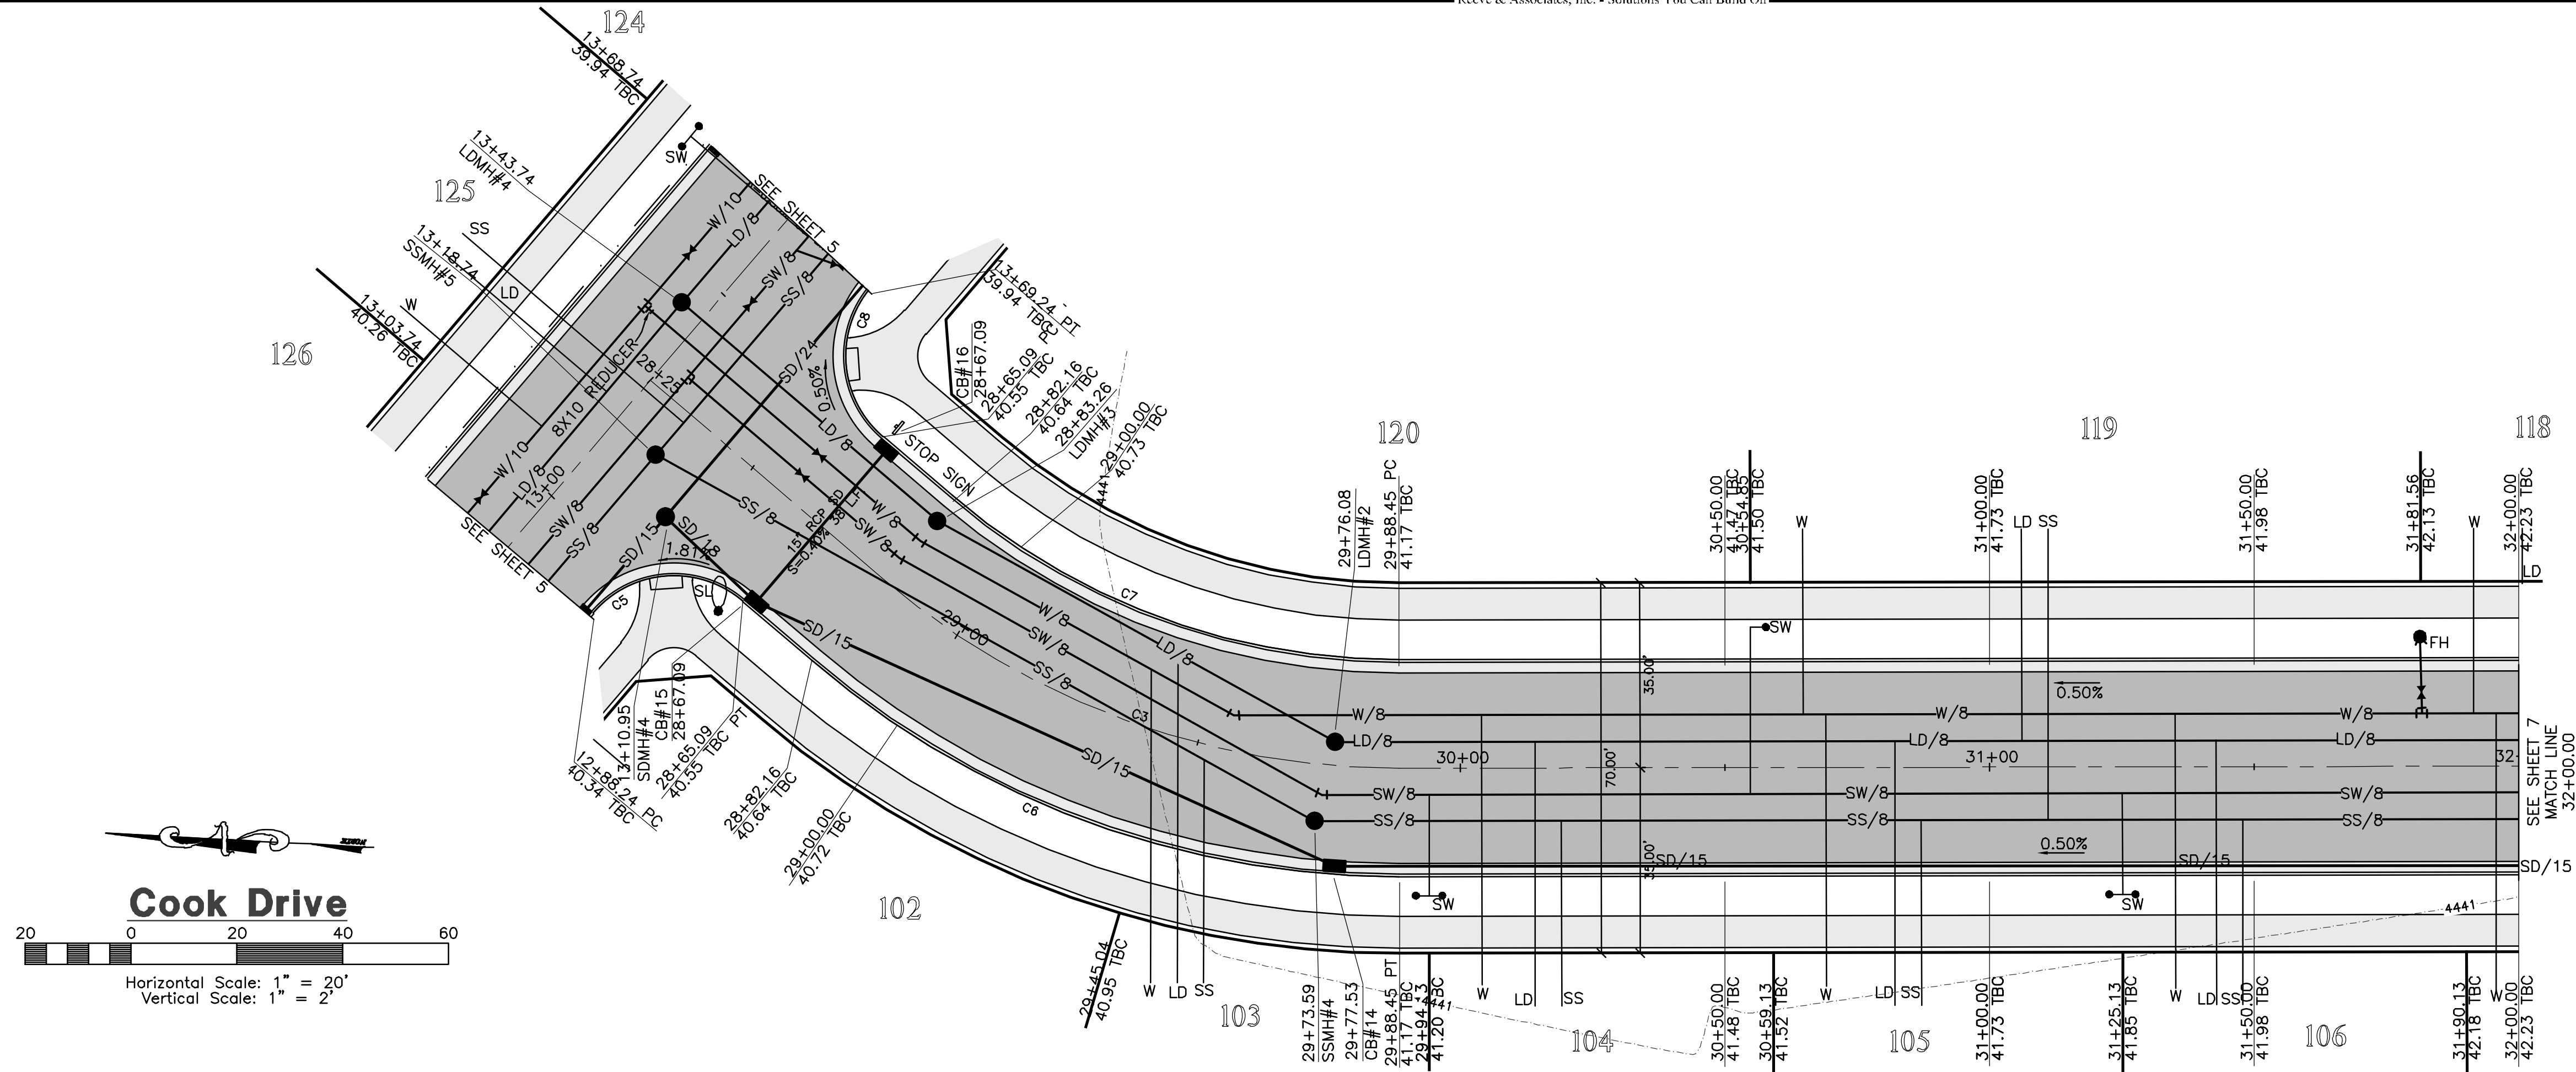 Reeve & Associates, Inc. - Solutions You Can Build On
124
13+68.74
39.94 TBC
13+43.74
LDMH#4
125
SS
13+18.74
SSMH#5
LD
W
13+03.74
40.26 TBC
126
SW
SEE SHEET 5
W/10
LD/8
SW/8
SS/8
8X10 REDUCER
28+25
SD/24
0.50%
C8
13+69.24 PT
39.94 TBC
CB#16
28+67.09
28+65.09 PC
40.55 TBC
28+82.16
40.64 TBC
28+83.26
LDMH#3
4441
29+00.00
40.73 TBC
STOP SIGN
W/10
LD/8
13+00
SW/8
SS/8
SEE SHEET 5
SD/15
SD/18
1.81%
C5
SL
SS/8
LD/8
W/8
SW/8
15" RCP SD
38 LF
S=0.40%
SD/15
29+00
W/8
SW/8
SS/8
LD/8
C7
C3
SD/15
C6
13+10.95
SDMH#4
CB#15
28+67.09
28+65.09
40.55 TBC PT
12+88.24 PC
40.34 TBC
28+82.16
40.64 TBC
29+00.00
40.72 TBC
102
29+45.04
40.95 TBC
W
LD
SS
103
120
29+76.08
LDMH#2
29+88.45 PC
41.17 TBC
30+50.00
41.47 TBC
30+54.85
41.50 TBC
W
31+00.00
41.73 TBC
LD
SS
119
31+50.00
41.98 TBC
31+81.56
42.13 TBC
W
118
32+00.00
42.23 TBC
LD
SW
FH
35.00'
0.50%
W/8
W/8
W/8
LD/8
LD/8
LD/8
30+00
70.00'
31+00
32+
SW/8
SW/8
SW/8
SS/8
SS/8
SS/8
0.50%
35.00'
SD/15
SD/15
SD/15
SEE SHEET 7
MATCH LINE
32+00.00
SW
SW
4441
29+73.59
SSMH#4
29+77.53
CB#14
29+88.45 PT
41.17 TBC
29+94.13
41.20 TBC
4441
W
LD
SS
104
30+50.00
41.48 TBC
30+59.13
41.52 TBC
W
LD
SS
105
31+00.00
41.73 TBC
31+25.13
41.85 TBC
W
LD
SS
31+50.00
41.98 TBC
106
31+90.13
42.18 TBC
W
32+00.00
42.23 TBC
Cook Drive
20 0 20 40 60
Horizontal Scale: 1" = 20'
Vertical Scale: 1" = 2'